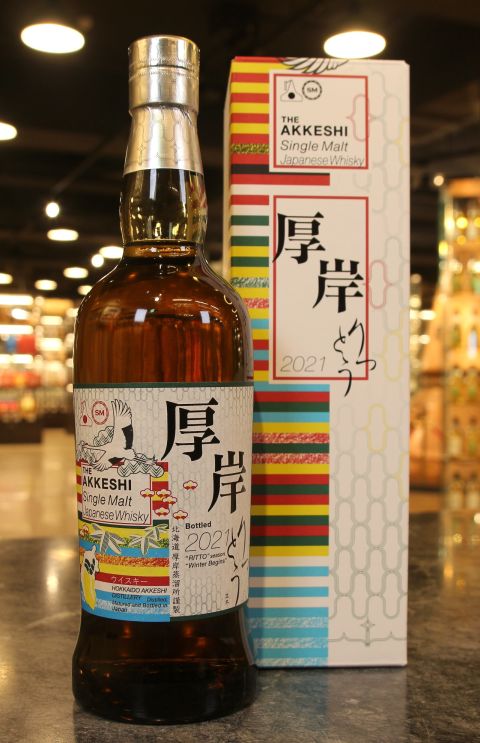 SM
THE
AKKESHI
Single Malt
Japanese Whisky
厚岸
りっとう
2021
SM
THE
AKKESHI
Single Malt
Japanese Whisky
厚岸
りっとう
Bottled
2021
"RITTO" season
"Winter Begins"
北海道厚岸蒸溜所謹製
ウイスキー
HOKKAIDO AKKESHI
DISTILLERY Distilled,
Matured and Bottled in
Japan